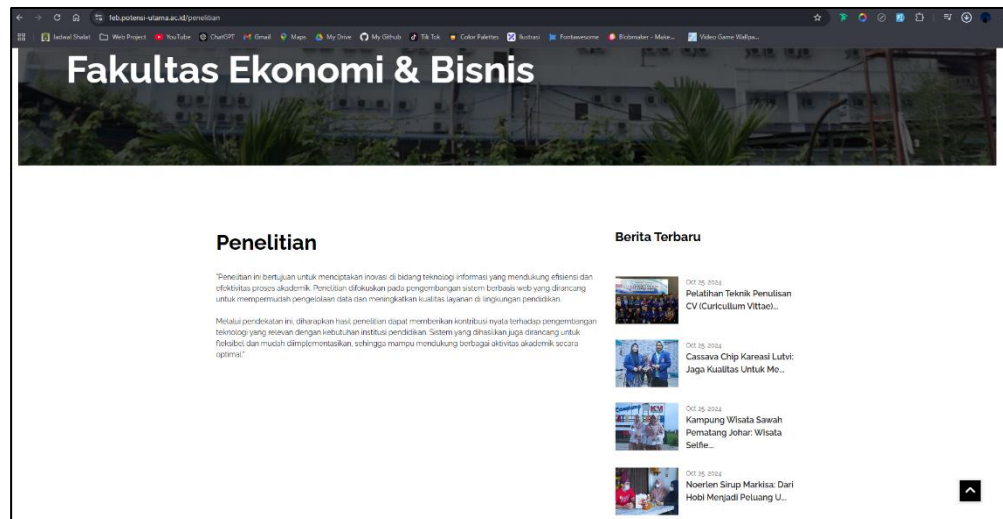 feb.potensi-utama.ac.id/penelitian
Jadwal Shalat Web Project YouTube ChatGPT Gmail Maps My Drive My Github Tik Tok Color Palettes Ilustrasi Fontawesome Blobmaker - Make... Video Game Wallpa...
Fakultas Ekonomi & Bisnis
Penelitian
"Penelitian ini bertujuan untuk menciptakan inovasi di bidang teknologi informasi yang mendukung efisiensi dan
efektivitas proses akademik. Penelitian difokuskan pada pengembangan sistem berbasis web yang dirancang
untuk mempermudah pengelolaan data dan meningkatkan kualitas layanan di lingkungan pendidikan.
Melalui pendekatan ini, diharapkan hasil penelitian dapat memberikan kontribusi nyata terhadap pengembangan
teknologi yang relevan dengan kebutuhan institusi pendidikan. Sistem yang dihasilkan juga dirancang untuk
fleksibel dan mudah diimplementasikan, sehingga mampu mendukung berbagai aktivitas akademik secara
optimal."
Berita Terbaru
Oct 25, 2024
Pelatihan Teknik Penulisan
CV (Curicullum Vittae)...
Oct 25, 2024
Cassava Chip Kareasi Lutvi:
Jaga Kualitas Untuk Me...
Oct 25, 2024
Kampung Wisata Sawah
Pematang Johar: Wisata
Selfie...
Oct 25, 2024
Noerlen Sirup Markisa: Dari
Hobi Menjadi Peluang U...